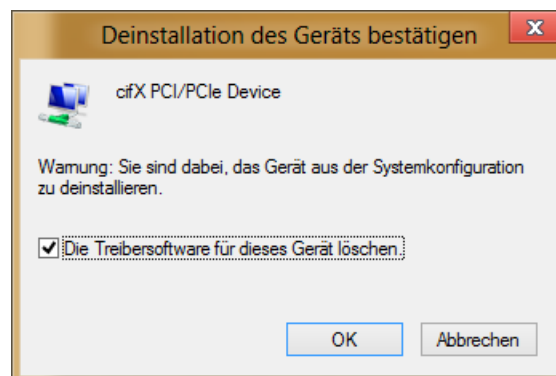 Deinstallation des Geräts bestätigen
cifX PCI/PCIe Device
Warnung: Sie sind dabei, das Gerät aus der Systemkonfiguration
zu deinstallieren.
Die Treibersoftware für dieses Gerät löschen.
OK
Abbrechen